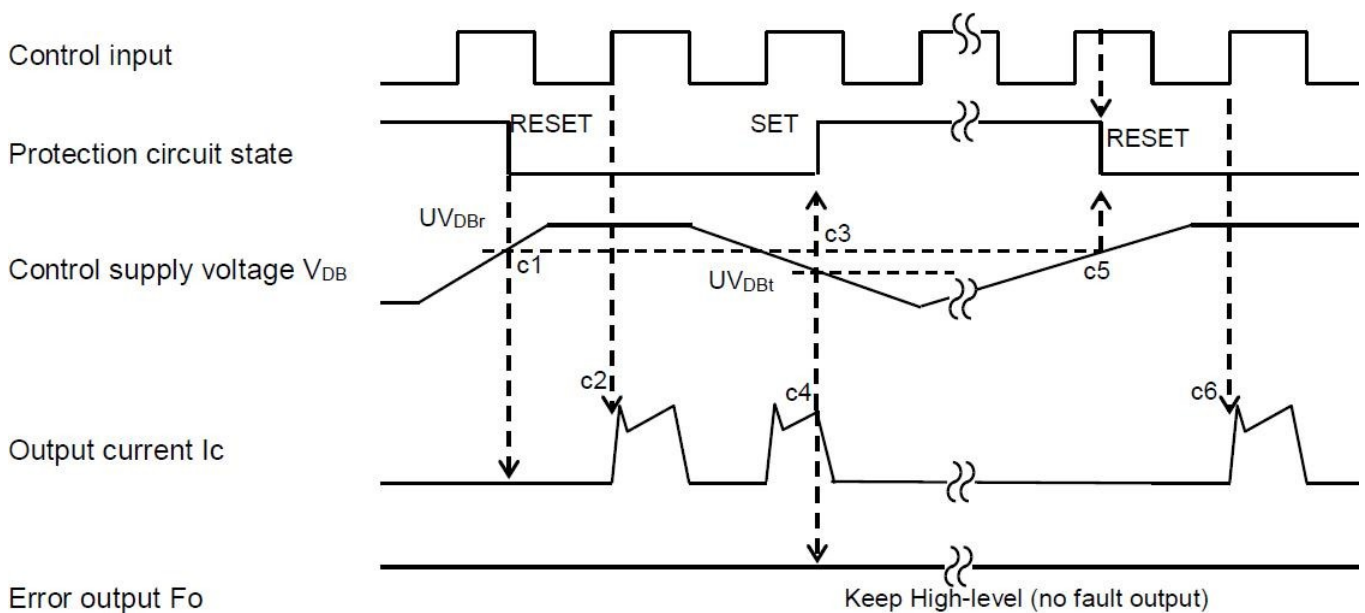 Control input
RESET
SET
Protection circuit state
RESET
UVDBr
c1
c3
Control supply voltage VDB
UVDBt
c5
c2
c4
c6
Output current Ic
Error output Fo
Keep High-level (no fault output)